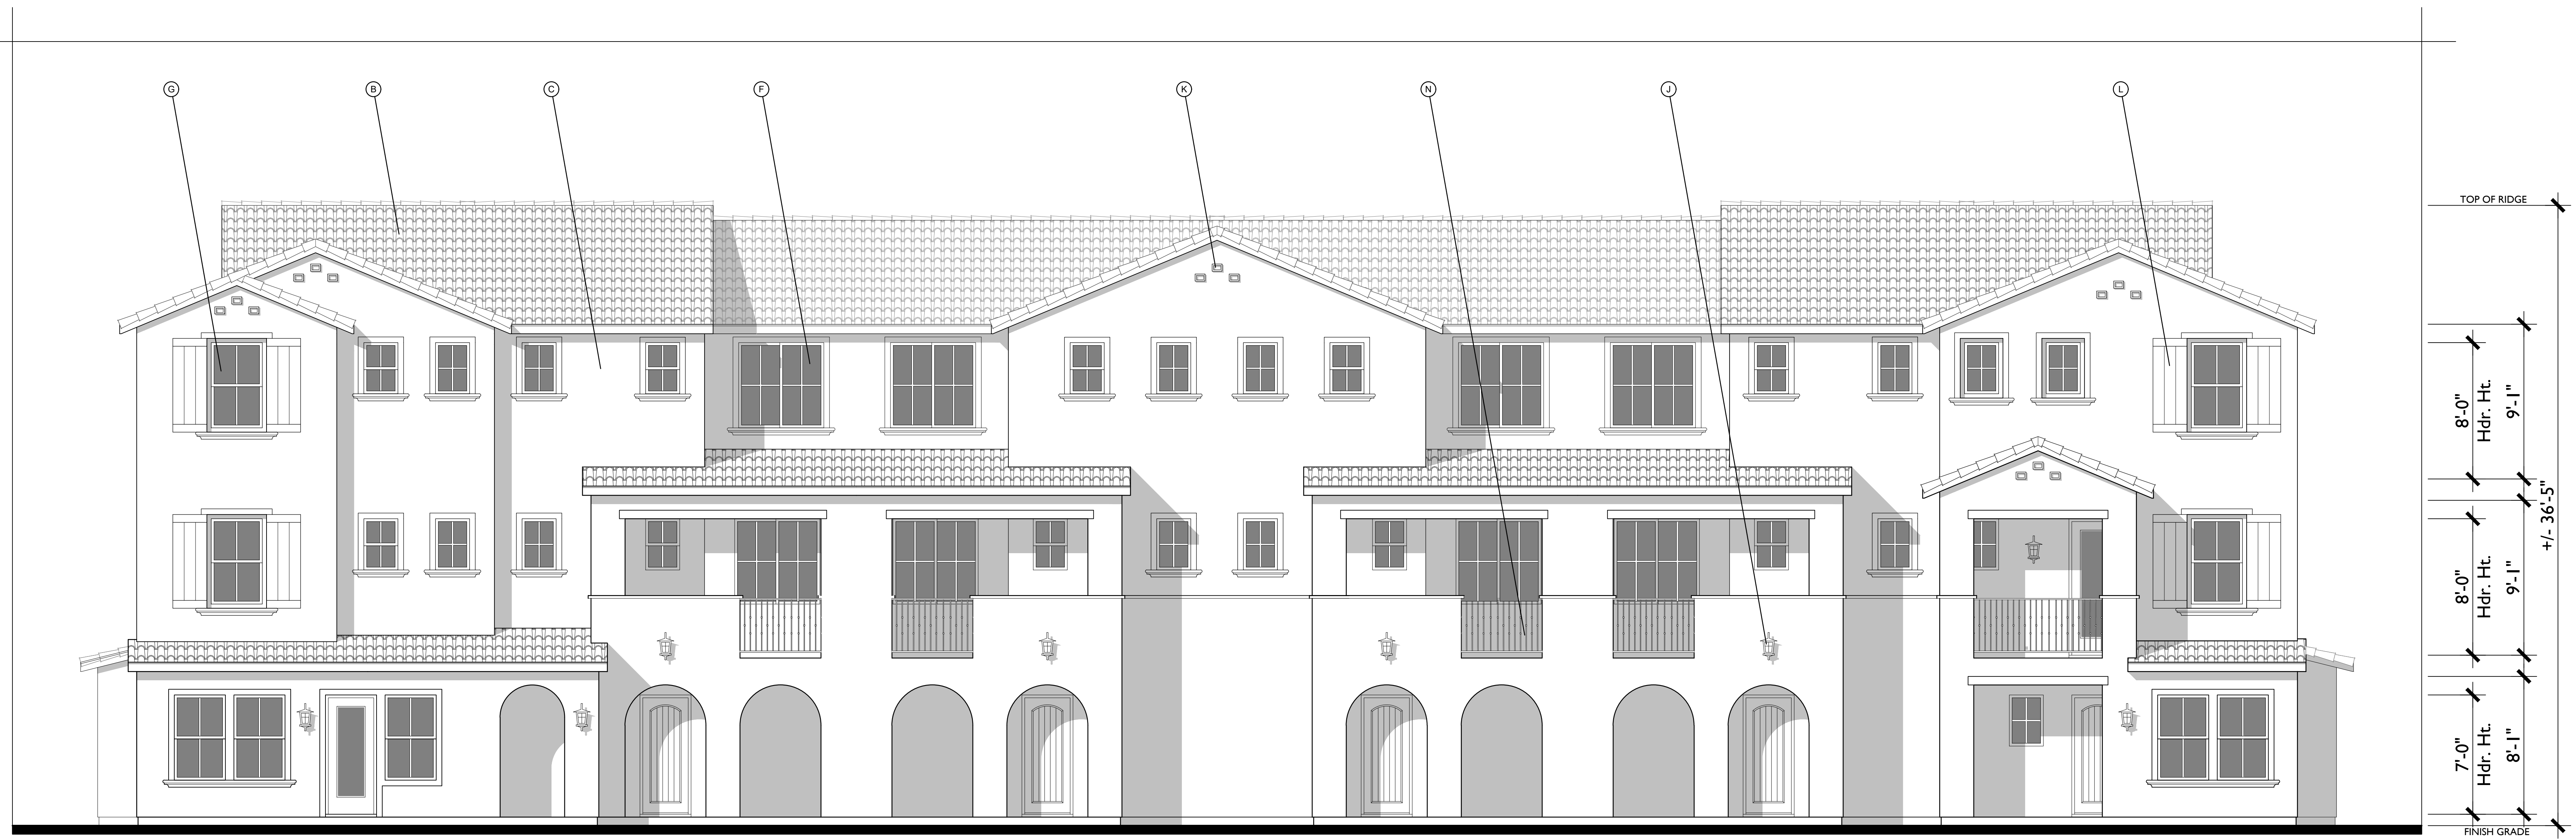 G
B
C
F
K
N
J
L
TOP OF RIDGE
8'-0"
Hdr. Ht.
9'-1"
8'-0"
Hdr. Ht.
9'-1"
+/- 36'-5"
7'-0"
Hdr. Ht.
8'-1"
FINISH GRADE